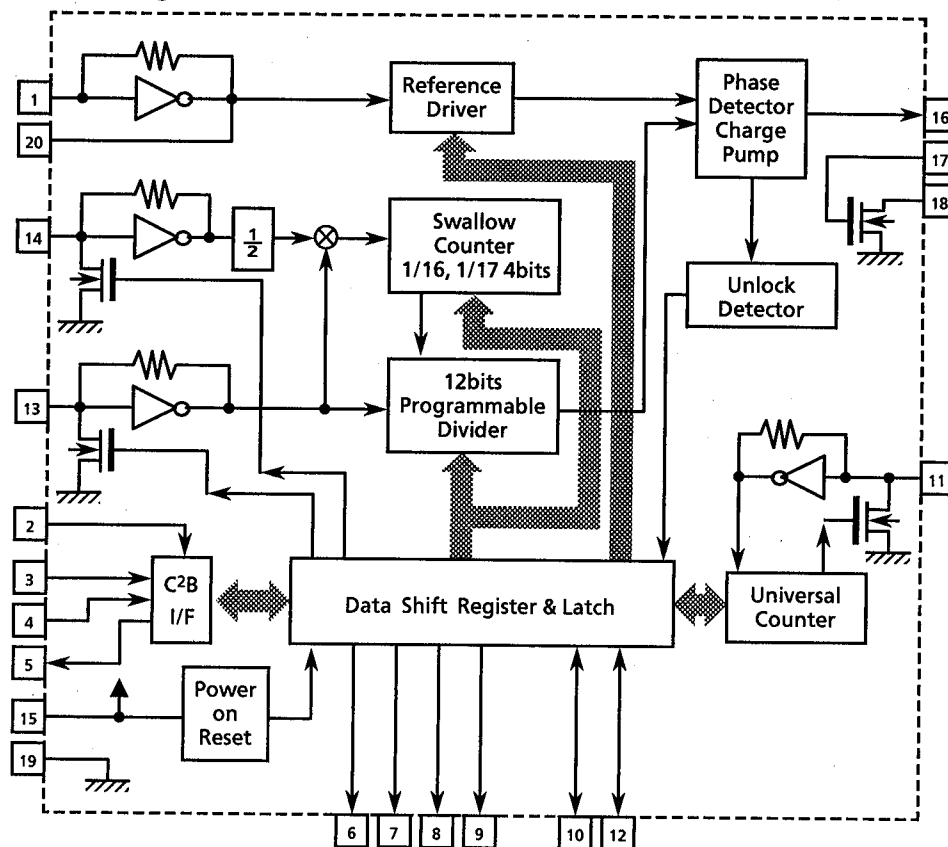 1
20
Reference
Driver
Phase
Detector
Charge
Pump
16
17
18
14
1/2
Swallow
Counter
1/16, 1/17 4bits
Unlock
Detector
13
12bits
Programmable
Divider
11
2
3
4
5
C²B
I/F
Data Shift Register & Latch
Universal
Counter
15
Power
on
Reset
19
6 7 8 9 10 12